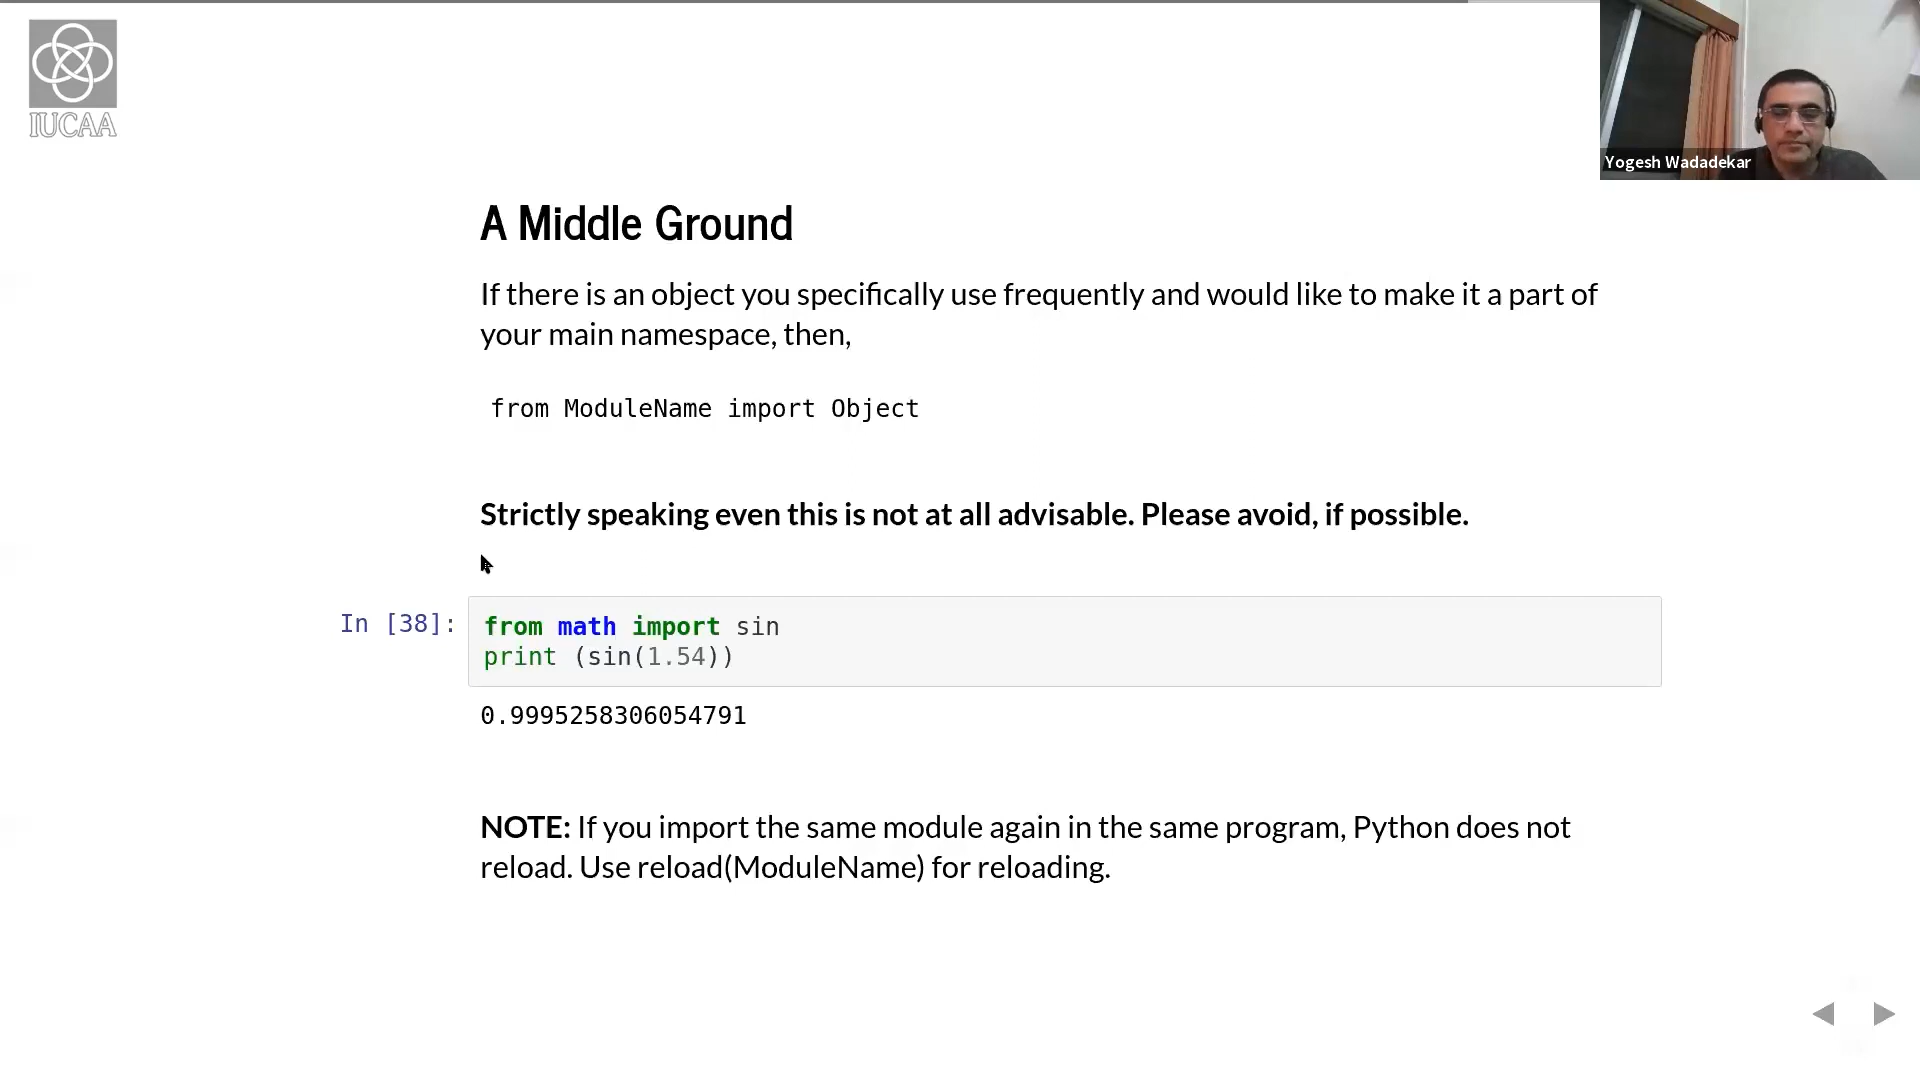 IUCAA
Yogesh Wadadekar
A Middle Ground
If there is an object you specifically use frequently and would like to make it a part of
your main namespace, then,
from ModuleName import Object
Strictly speaking even this is not at all advisable. Please avoid, if possible.
In [38]:
from math import sin
print (sin(1.54))
0.9995258306054791
NOTE: If you import the same module again in the same program, Python does not
reload. Use reload(ModuleName) for reloading.